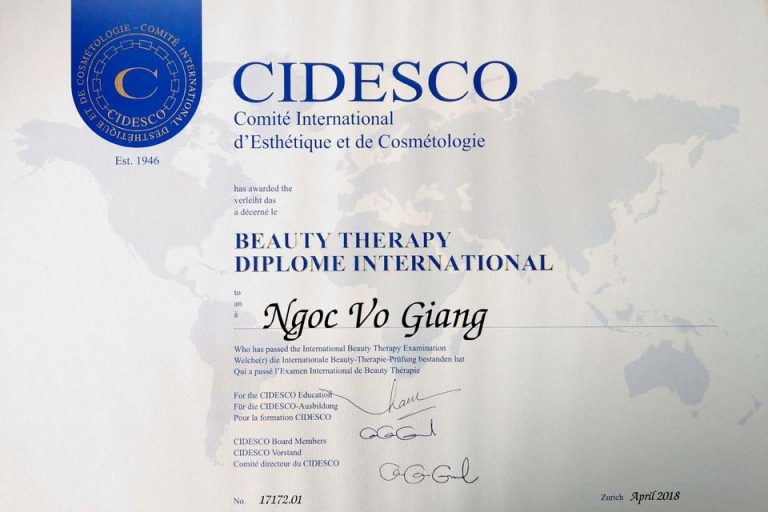 COMITÉ INTERNATIONAL D'ESTHÉTIQUE ET DE COSMÉTOLOGIE –
C
CIDESCO
Est. 1946
CIDESCO
Comité International
d'Esthétique et de Cosmétologie
has awarded the
verleiht das
a décerné le
BEAUTY THERAPY
DIPLOME INTERNATIONAL
to
an
à
Ngoc Vo Giang
Who has passed the International Beauty Therapy Examination
Welche(r) die Internationale Beauty-Therapie-Prüfung bestanden hat
Qui a passé l'Examen International de Beauty Thérapie
For the CIDESCO Education
Für die CIDESCO-Ausbildung
Pour la formation CIDESCO
CIDESCO Board Members
CIDESCO Vorstand
Comité directeur du CIDESCO
No. 17172.01
Zurich April 2018